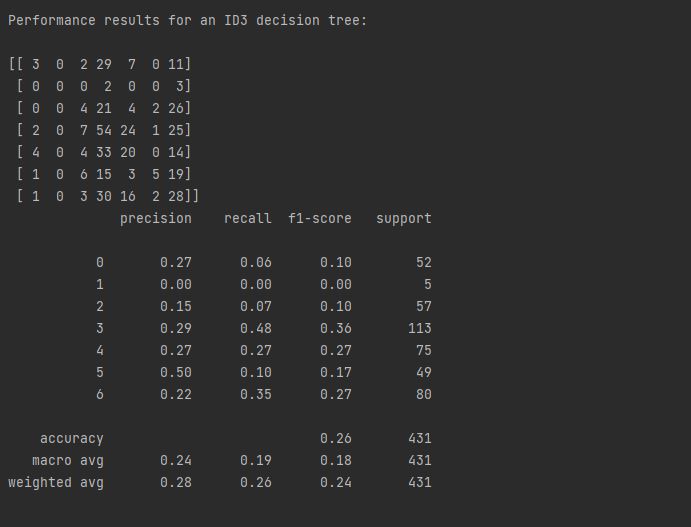 Performance results for an ID3 decision tree:
[[ 3  0  2 29  7  0 11]
 [ 0  0  0  2  0  0  3]
 [ 0  0  4 21  4  2 26]
 [ 2  0  7 54 24  1 25]
 [ 4  0  4 33 20  0 14]
 [ 1  0  6 15  3  5 19]
 [ 1  0  3 30 16  2 28]]
              precision    recall  f1-score   support
           0       0.27      0.06      0.10        52
           1       0.00      0.00      0.00         5
           2       0.15      0.07      0.10        57
           3       0.29      0.48      0.36       113
           4       0.27      0.27      0.27        75
           5       0.50      0.10      0.17        49
           6       0.22      0.35      0.27        80
    accuracy                           0.26       431
   macro avg       0.24      0.19      0.18       431
weighted avg       0.28      0.26      0.24       431